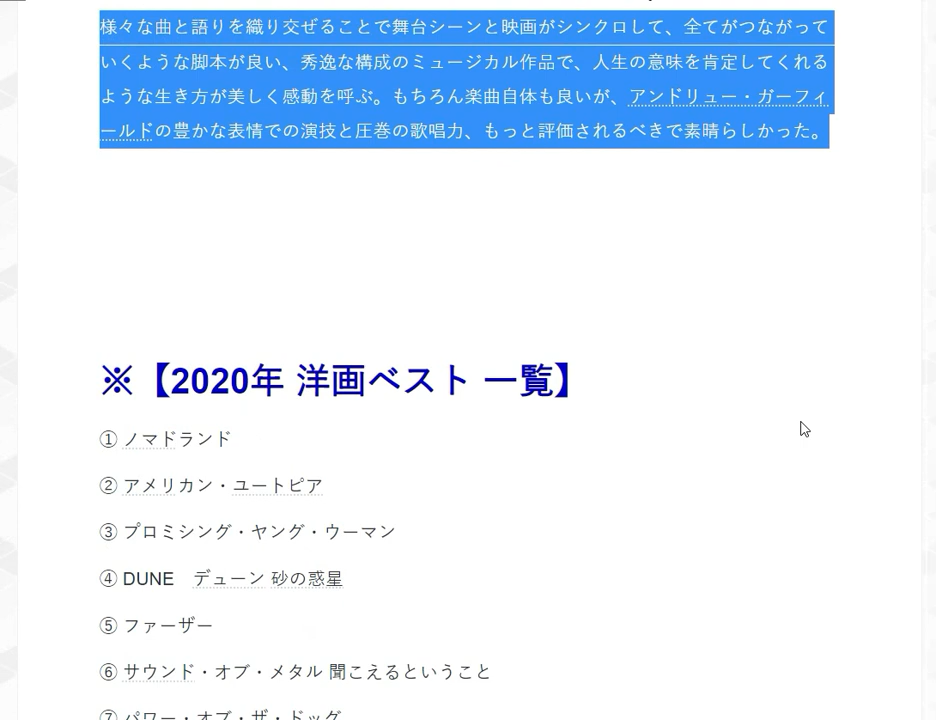 様々な曲と語りを織り交ぜることで舞台シーンと映画がシンクロして、全てがつながって
いくような脚本が良い、秀逸な構成のミュージカル作品で、人生の意味を肯定してくれる
ような生き方が美しく感動を呼ぶ。もちろん楽曲自体も良いが、アンドリュー・ガーフィ
ールドの豊かな表情での演技と圧巻の歌唱力、もっと評価されるべきで素晴らしかった。
※【2020年 洋画ベスト 一覧】
① ノマドランド
② アメリカン・ユートピア
③ プロミシング・ヤング・ウーマン
④ DUNE　デューン 砂の惑星
⑤ ファーザー
⑥ サウンド・オブ・メタル 聞こえるということ
⑦ パワー・オブ・ザ・ドッグ